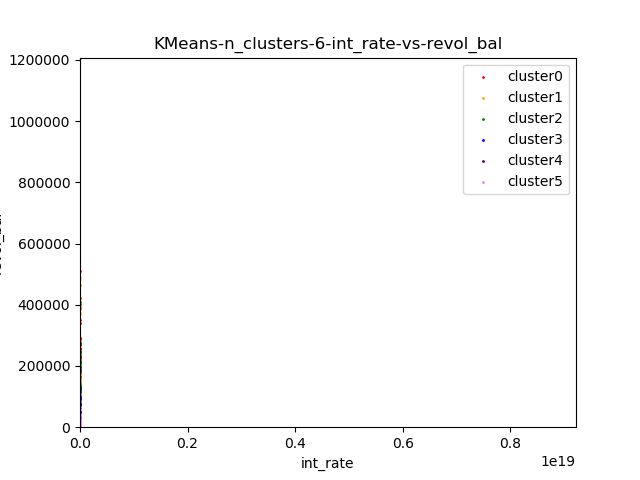 KMeans-n_clusters-6-int_rate-vs-revol_bal
1200000
1000000
800000
600000
400000
200000
0
0.0
0.2
0.4
0.6
0.8
1e19
int_rate
cluster0
cluster1
cluster2
cluster3
cluster4
cluster5